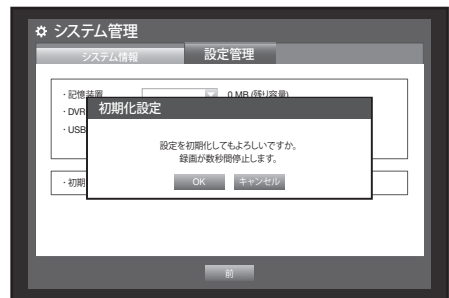 システム管理
システム情報
設定管理
・記憶装置
0 MB (残り容量)
・DVR
・USB
初期化設定
設定を初期化してもよろしいですか。
録画が数秒間停止します。
OK
キャンセル
・初期
前